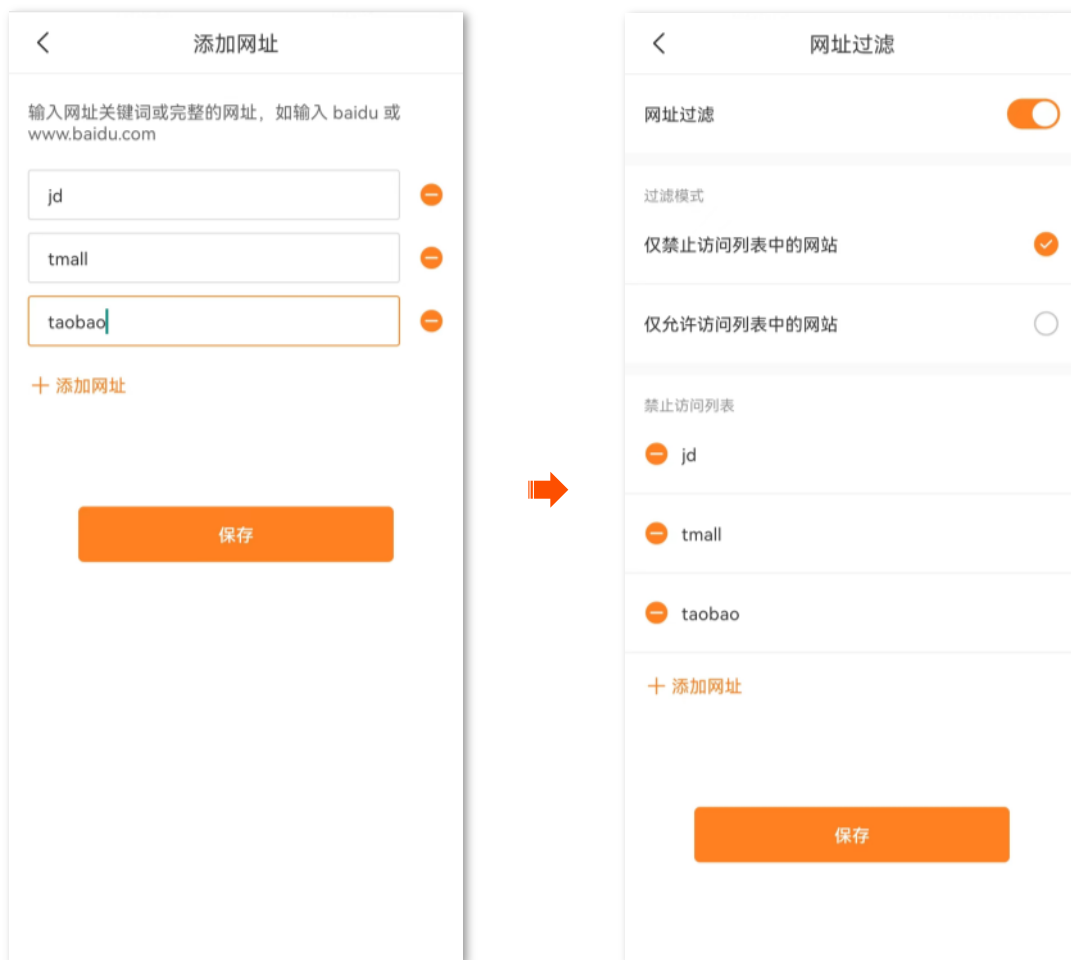 添加网址
输入网址关键词或完整的网址，如输入 baidu 或
www.baidu.com
jd
tmall
taobao
添加网址
保存
网址过滤
网址过滤
过滤模式
仅禁止访问列表中的网站
仅允许访问列表中的网站
禁止访问列表
jd
tmall
taobao
添加网址
保存